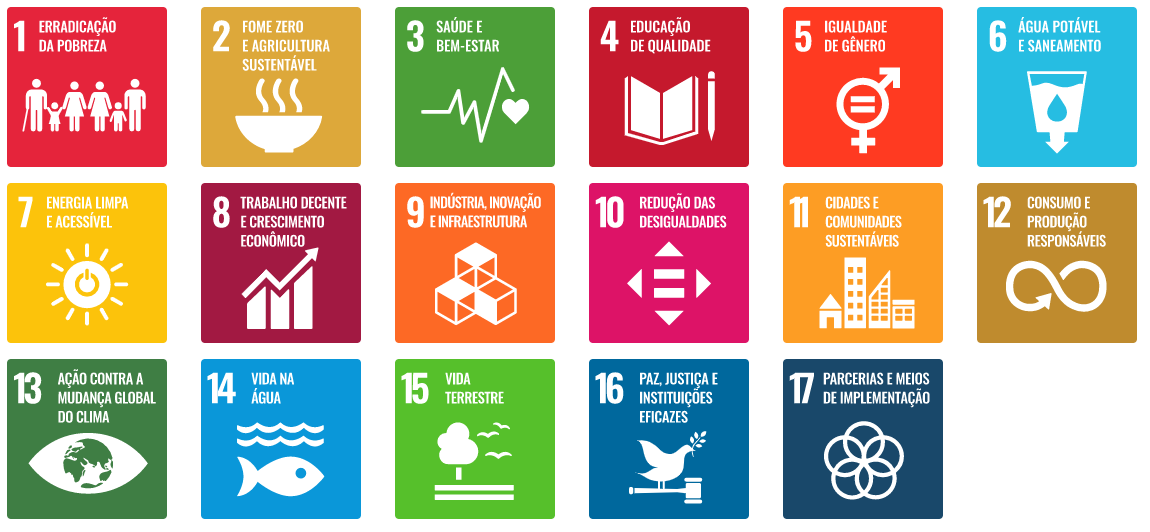 1 ERRADICAÇÃO
DA POBREZA
2 FOME ZERO
E AGRICULTURA
SUSTENTÁVEL
3 SAÚDE E
BEM-ESTAR
4 EDUCAÇÃO
DE QUALIDADE
5 IGUALDADE
DE GÊNERO
6 ÁGUA POTÁVEL
E SANEAMENTO
7 ENERGIA LIMPA
E ACESSÍVEL
8 TRABALHO DECENTE
E CRESCIMENTO
ECONÔMICO
9 INDÚSTRIA, INOVAÇÃO
E INFRAESTRUTURA
10 REDUÇÃO DAS
DESIGUALDADES
11 CIDADES E
COMUNIDADES
SUSTENTÁVEIS
12 CONSUMO E
PRODUÇÃO
RESPONSÁVEIS
13 AÇÃO CONTRA A
MUDANÇA GLOBAL
DO CLIMA
14 VIDA NA
ÁGUA
15 VIDA
TERRESTRE
16 PAZ, JUSTIÇA E
INSTITUIÇÕES
EFICAZES
17 PARCERIAS E MEIOS
DE IMPLEMENTAÇÃO